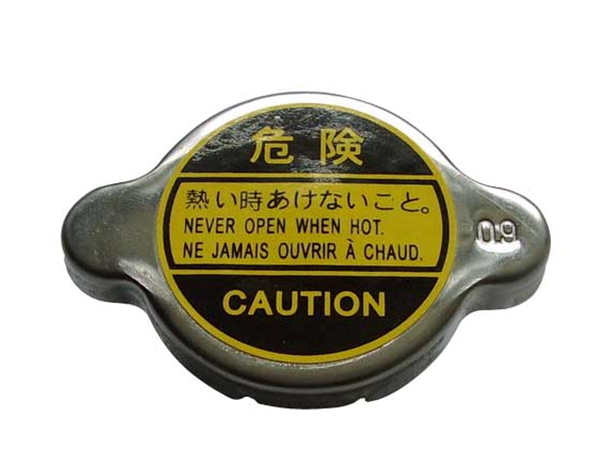 危険
熱い時あけないこと。
NEVER OPEN WHEN HOT.
NE JAMAIS OUVRIR À CHAUD.
CAUTION
0.9